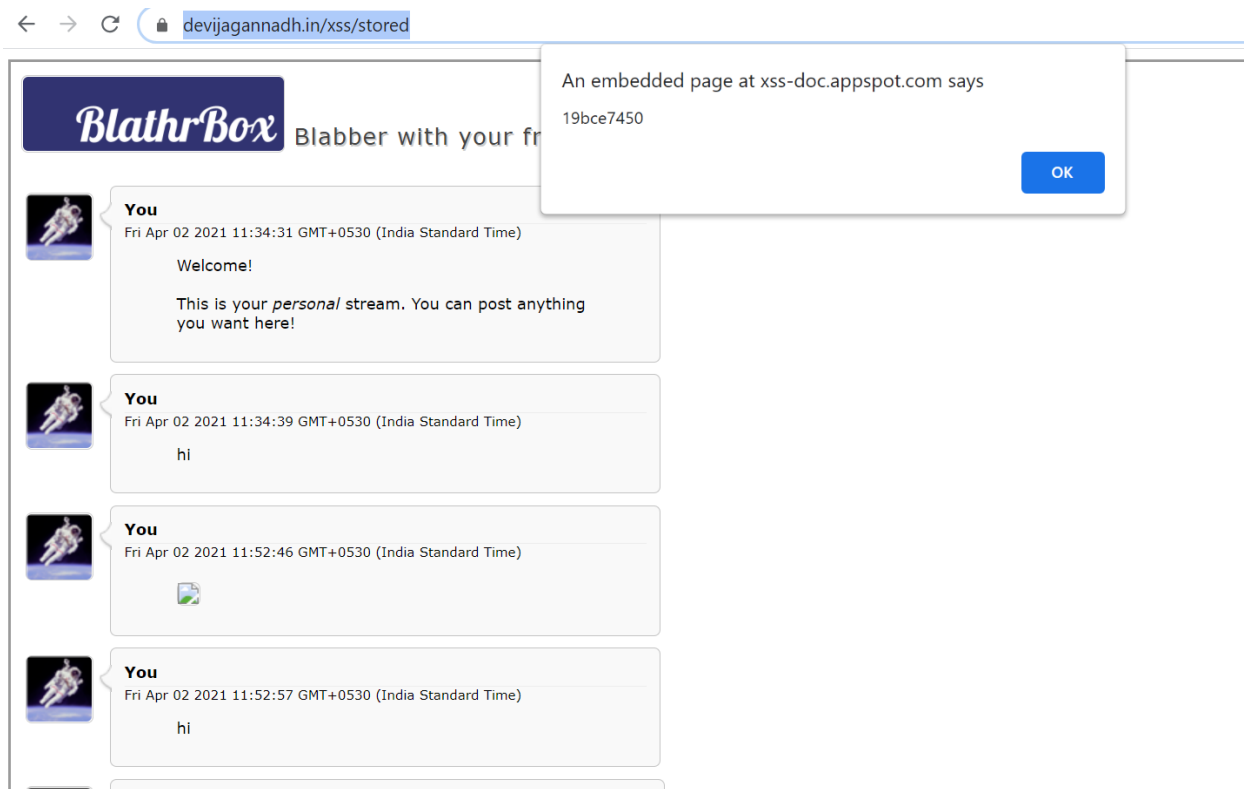 devijagannadh.in/xss/stored
An embedded page at xss-doc.appspot.com says
19bce7450
OK
BlathrBox
Blabber with your fr
You
Fri Apr 02 2021 11:34:31 GMT+0530 (India Standard Time)
Welcome!
This is your personal stream. You can post anything
you want here!
You
Fri Apr 02 2021 11:34:39 GMT+0530 (India Standard Time)
hi
You
Fri Apr 02 2021 11:52:46 GMT+0530 (India Standard Time)
You
Fri Apr 02 2021 11:52:57 GMT+0530 (India Standard Time)
hi